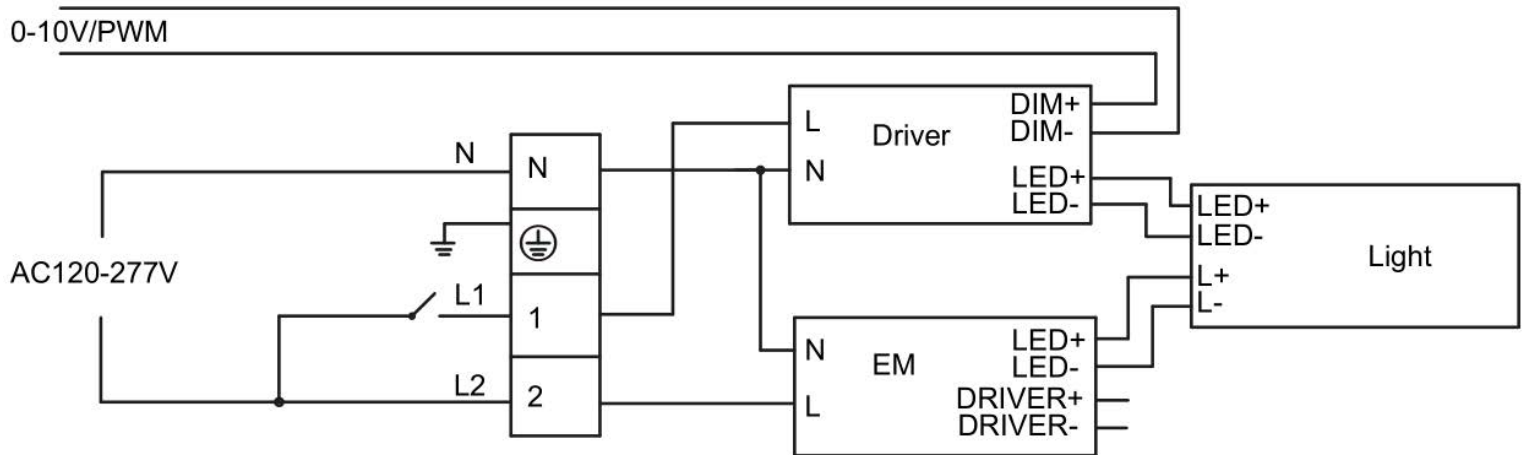 0-10V/PWM
AC120-277V
N
L1
L2
N
1
2
L
N
Driver
DIM+
DIM-
LED+
LED-
N
L
EM
LED+
LED-
DRIVER+
DRIVER-
LED+
LED-
L+
L-
Light